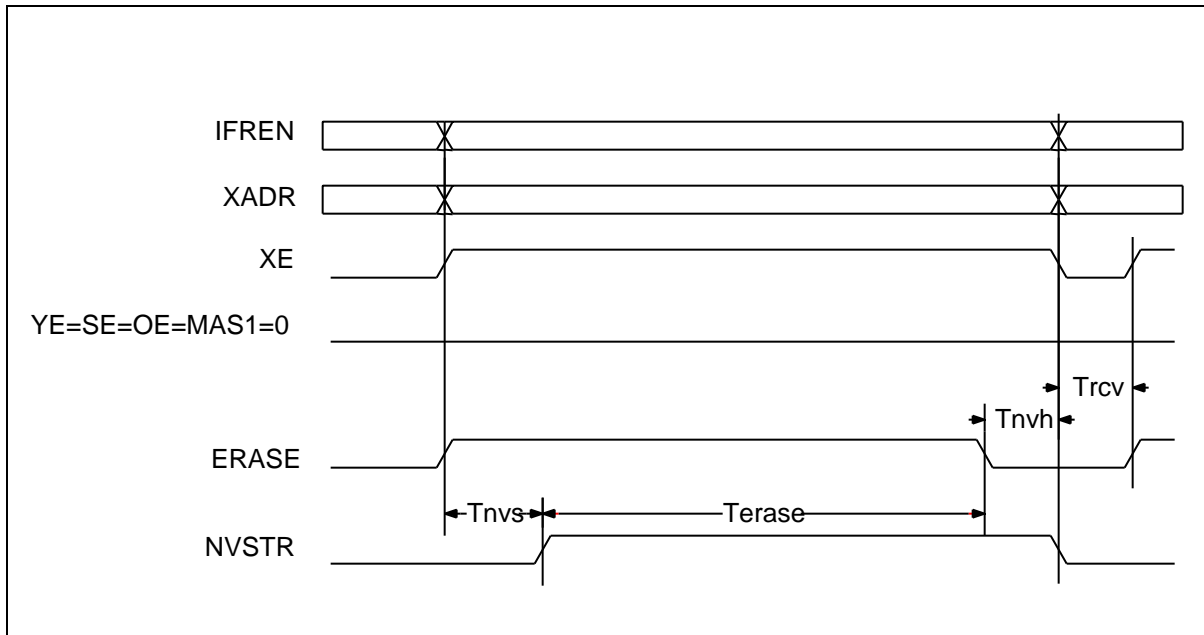 IFREN
XADR
XE
YE=SE=OE=MAS1=0
Trcv
Tnvh
ERASE
Tnvs
Terase
NVSTR